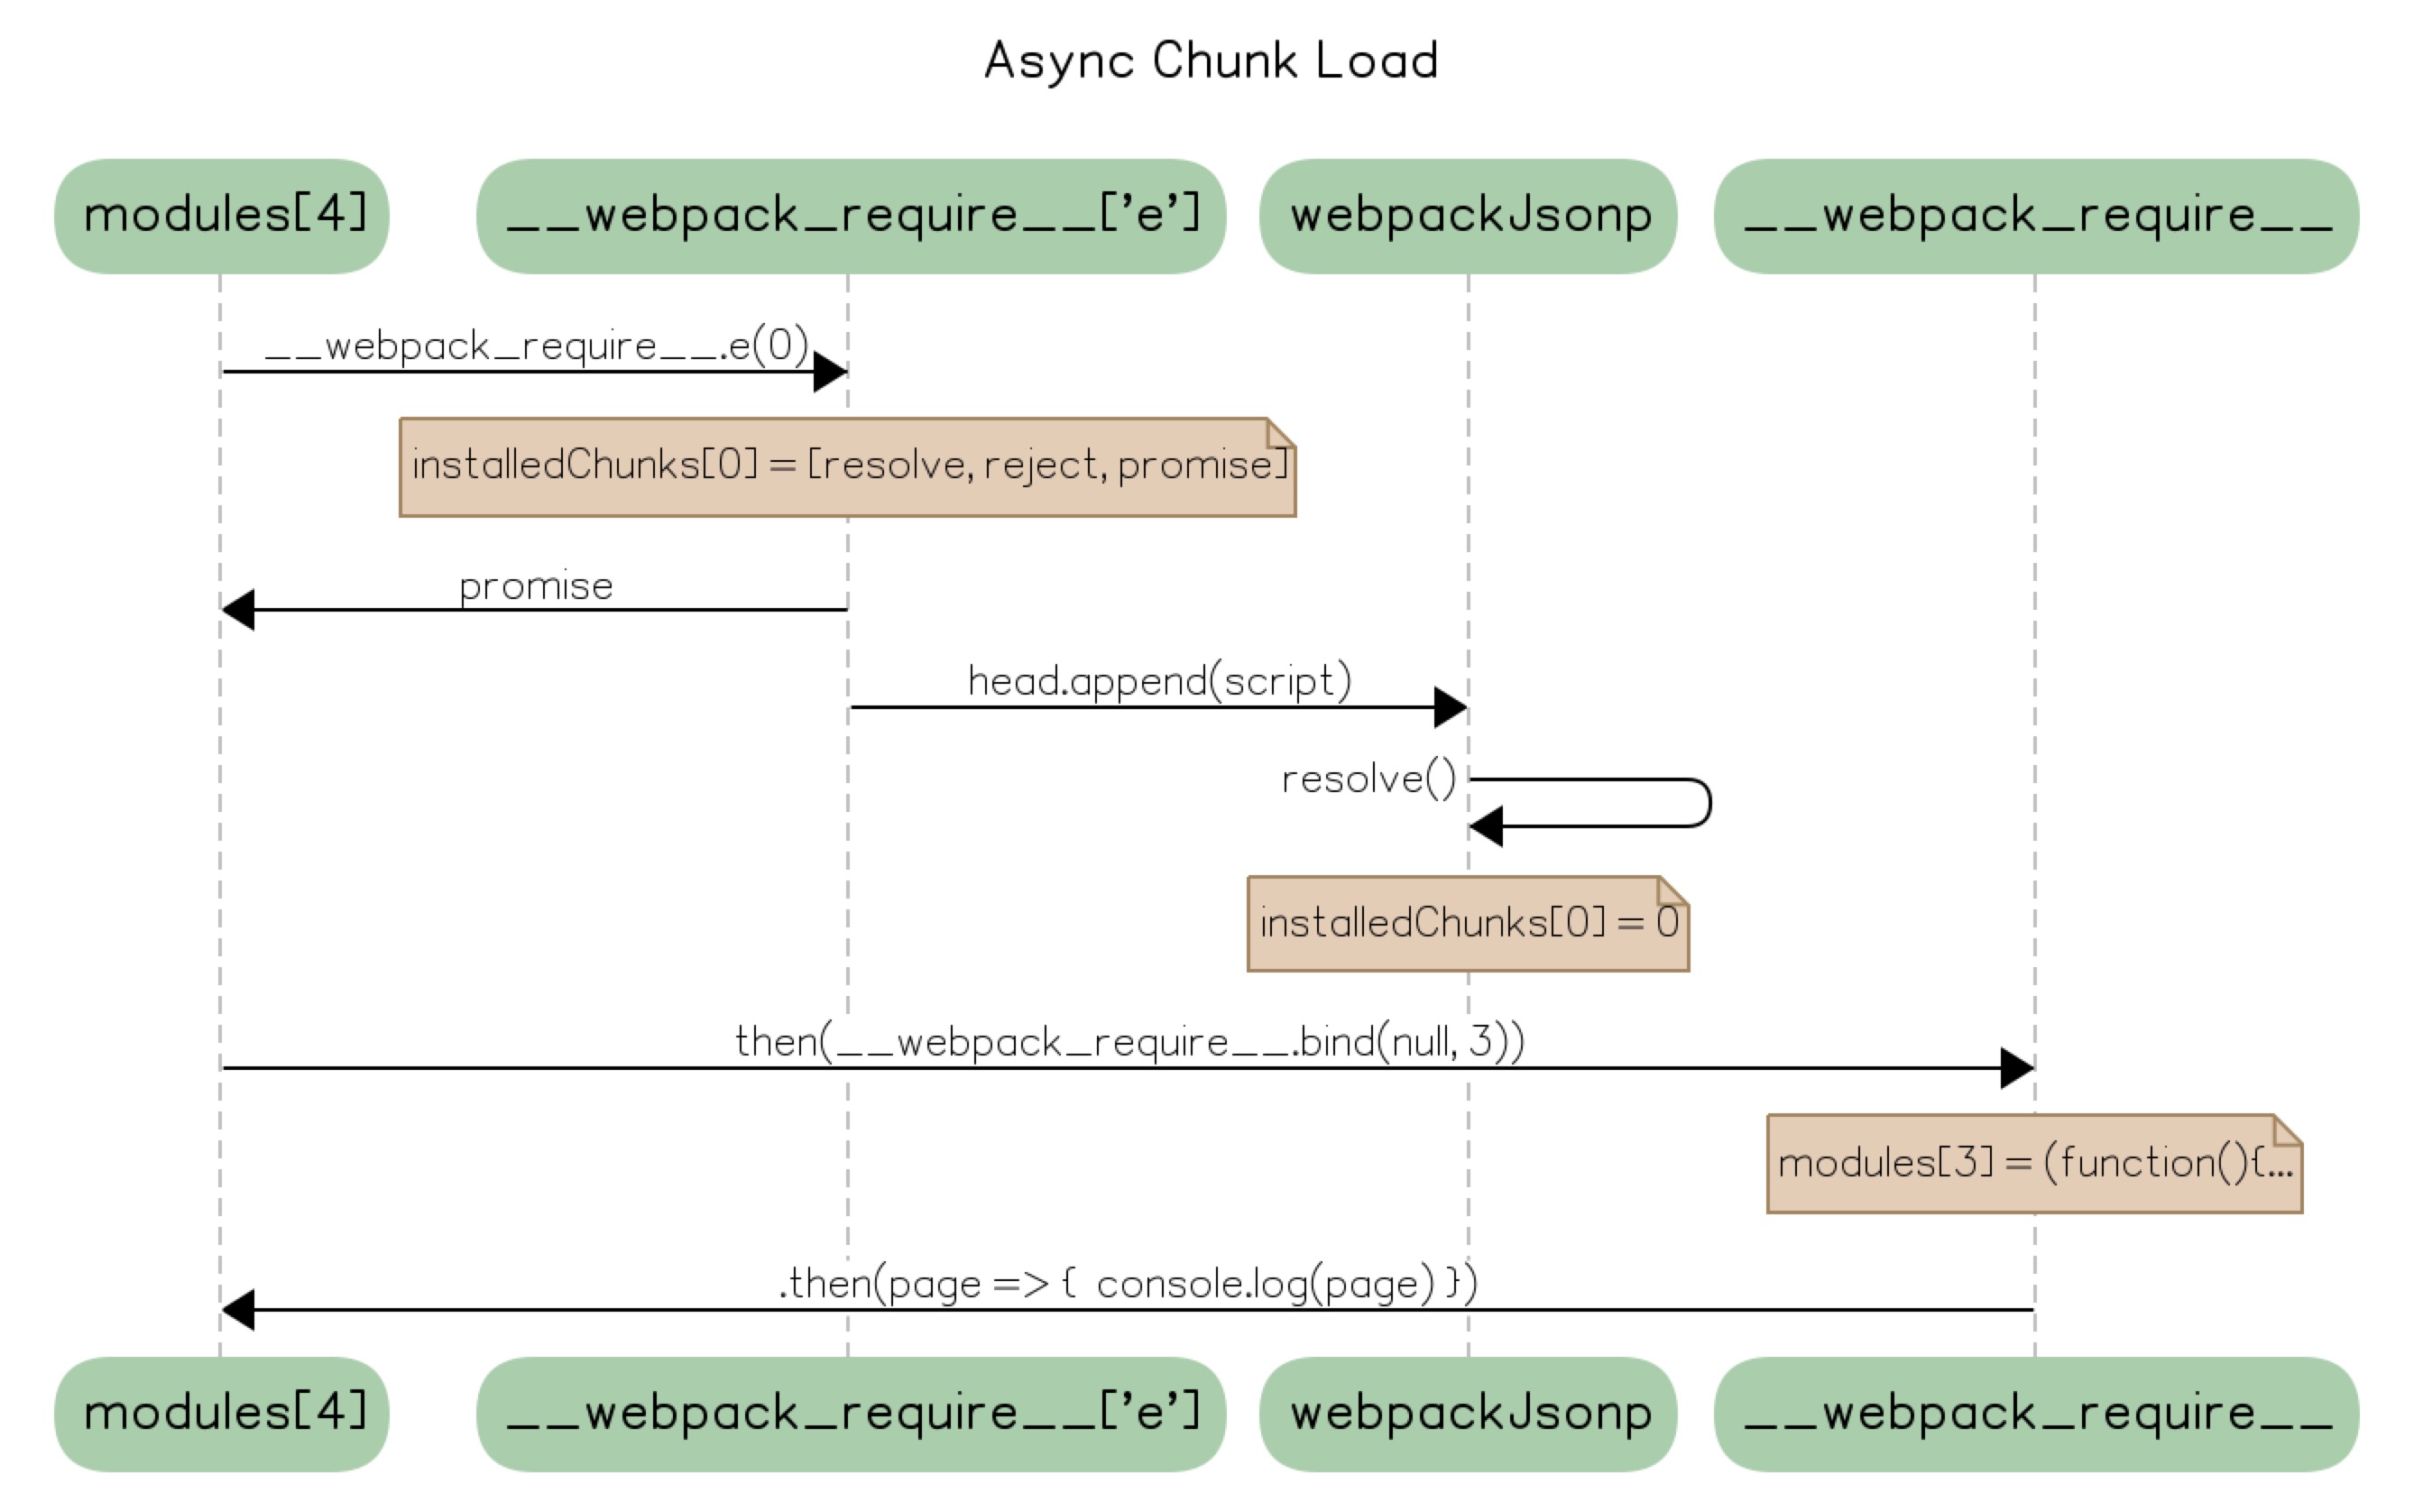 Async Chunk Load
modules[4]
__webpack_require__['e']
webpackJsonp
__webpack_require__
__webpack_require__.e(0)
installedChunks[0] = [resolve, reject, promise]
promise
head.append(script)
resolve()
installedChunks[0] = 0
then(__webpack_require__.bind(null, 3))
modules[3] = (function(){...
.then(page => { console.log(page) })
modules[4]
__webpack_require__['e']
webpackJsonp
__webpack_require__